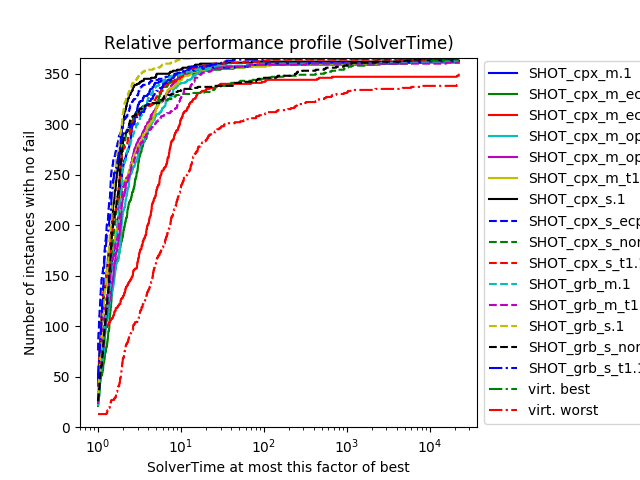 Relative performance profile (SolverTime)
Number of instances with no fail
350
300
250
200
150
100
50
0
10^0
10^1
10^2
10^3
10^4
SolverTime at most this factor of best
SHOT_cpx_m.1
SHOT_cpx_m_ec
SHOT_cpx_m_ec
SHOT_cpx_m_op
SHOT_cpx_m_op
SHOT_cpx_m_t1
SHOT_cpx_s.1
SHOT_cpx_s_ecp
SHOT_cpx_s_nor
SHOT_cpx_s_t1.
SHOT_grb_m.1
SHOT_grb_m_t1
SHOT_grb_s.1
SHOT_grb_s_nor
SHOT_grb_s_t1.1
virt. best
virt. worst